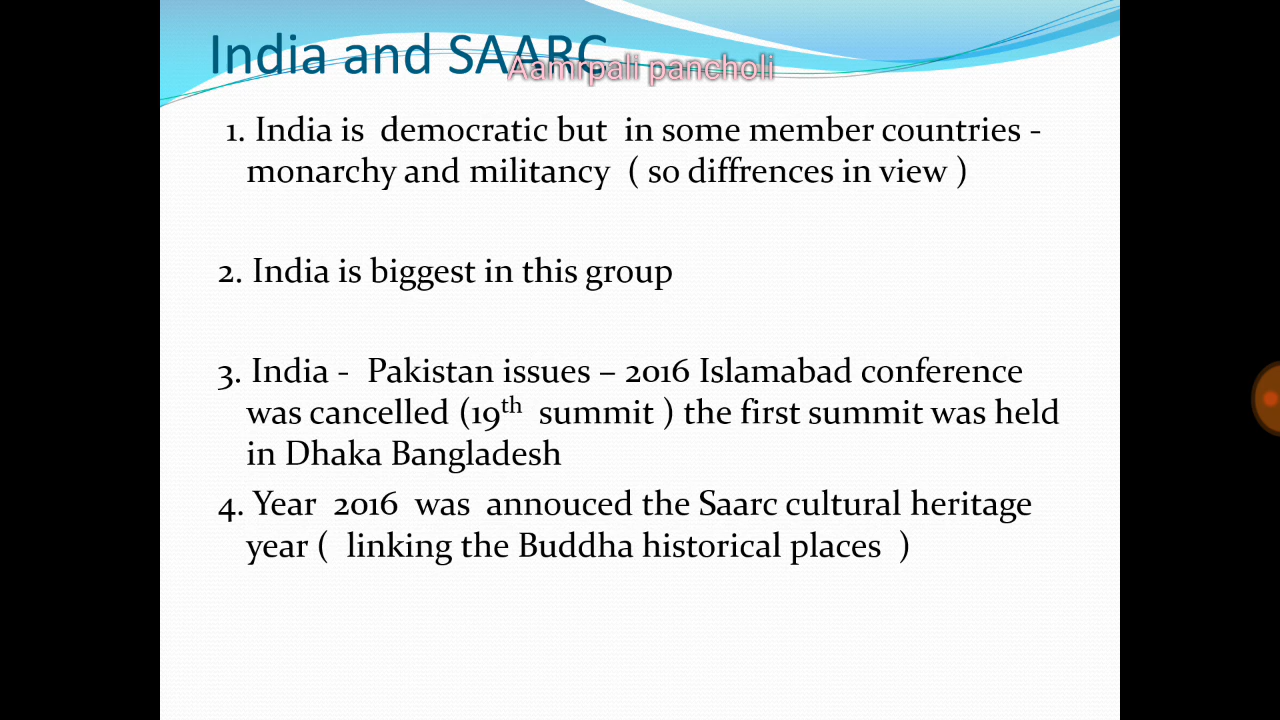 India and SAARC
Aamrpali pancholi
1. India is democratic but in some member countries -
monarchy and militancy ( so diffrences in view )
2. India is biggest in this group
3. India - Pakistan issues – 2016 Islamabad conference
was cancelled (19th summit ) the first summit was held
in Dhaka Bangladesh
4. Year 2016 was annouced the Saarc cultural heritage
year ( linking the Buddha historical places )